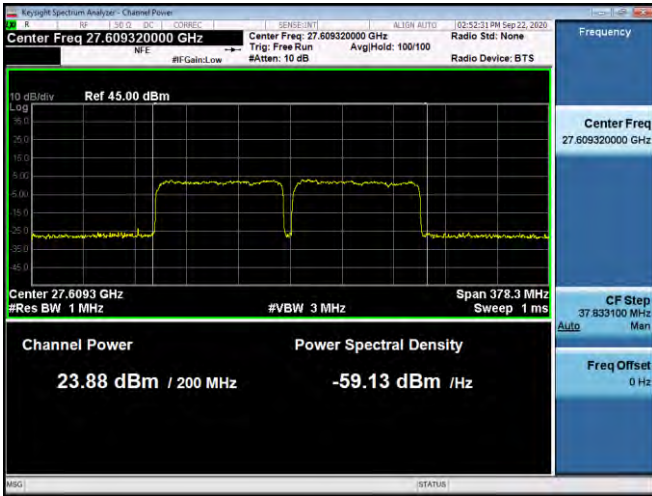 Keysight Spectrum Analyzer - Channel Power
R RF 50 Ω DC CORREC SENSE:INT ALIGN AUTO 02:52:31 PM Sep 22, 2020
Center Freq 27.609320000 GHz
Center Freq: 27.609320000 GHz
Radio Std: None
NFE
Trig: Free Run
Avg|Hold: 100/100
#IFGain:Low
#Atten: 10 dB
Radio Device: BTS
10 dB/div
Ref 45.00 dBm
Log
35.0
25.0
15.0
5.00
-5.00
-15.0
-25.0
-35.0
-45.0
Center 27.6093 GHz
Span 378.3 MHz
#Res BW 1 MHz
#VBW 3 MHz
Sweep 1 ms
Channel Power
Power Spectral Density
23.88 dBm / 200 MHz
-59.13 dBm /Hz
MSG
STATUS
Frequency
Center Freq
27.609320000 GHz
CF Step
37.833100 MHz
Auto Man
Freq Offset
0 Hz